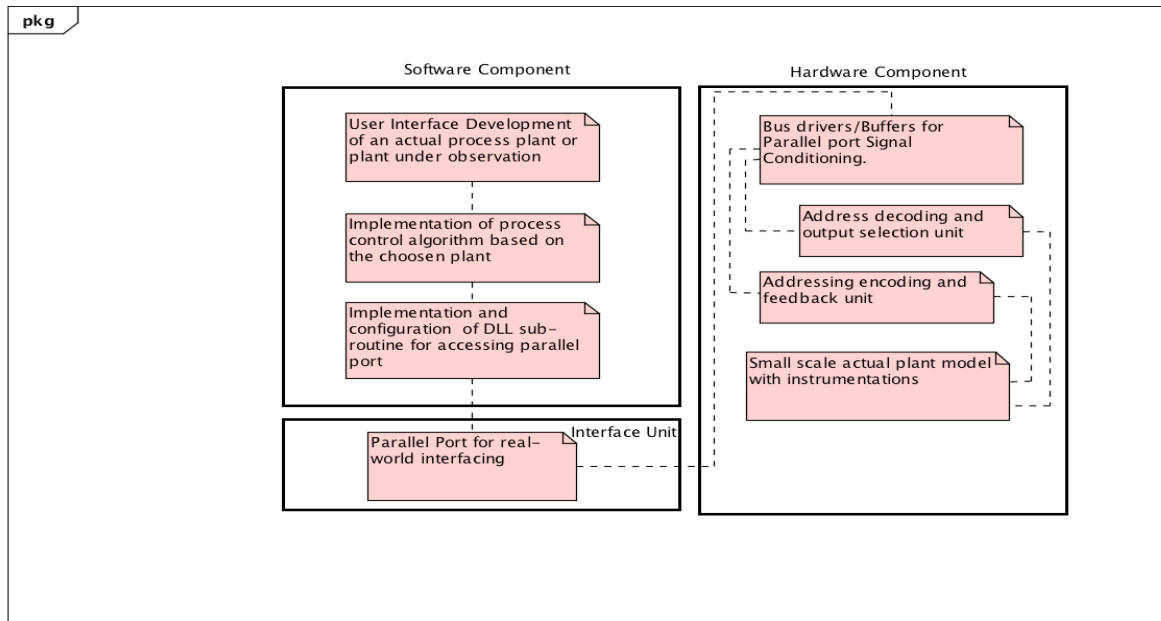 pkg
Software Component
User Interface Development
of an actual process plant or
plant under observation
Implementation of process
control algorithm based on
the choosen plant
Implementation and
configuration  of DLL sub-
routine for accessing parallel
port
Interface Unit
Parallel Port for real-
world interfacing
Hardware Component
Bus drivers/Buffers for
Parallel port Signal
Conditioning.
Address decoding and
output selection unit
Addressing encoding and
feedback unit
Small scale actual plant model
with instrumentations